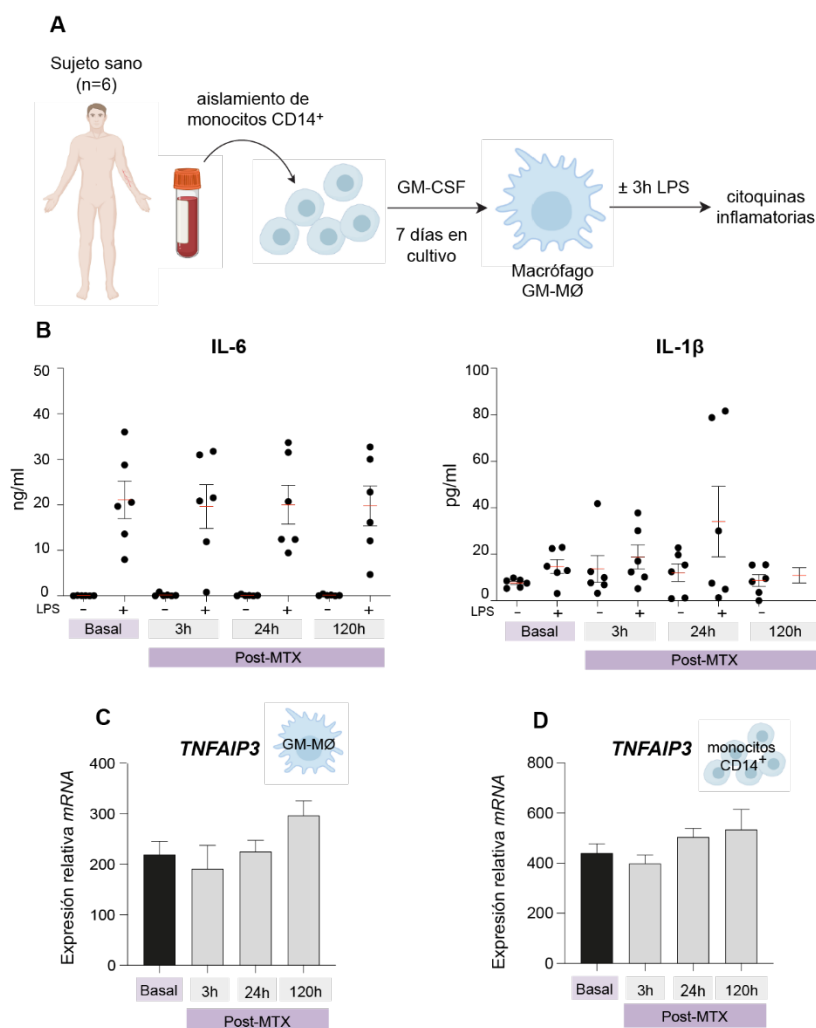 A
Sujeto sano
(n=6)
aislamiento de
monocitos CD14⁺
GM-CSF
7 días en
cultivo
Macrófago
GM-MØ
± 3h LPS
citoquinas
inflamatorias
B
IL-6
ng/ml
50
40
30
20
10
0
LPS - + - + - + - +
Basal 3h 24h 120h
Post-MTX
IL-1β
pg/ml
100
80
60
40
20
0
LPS - + - + - + -
Basal 3h 24h 120h
Post-MTX
C
TNFAIP3
GM-MØ
Expresión relativa mRNA
400
300
200
100
0
Basal 3h 24h 120h
Post-MTX
D
TNFAIP3
monocitos
CD14⁺
Expresión relativa mRNA
800
600
400
200
0
Basal 3h 24h 120h
Post-MTX